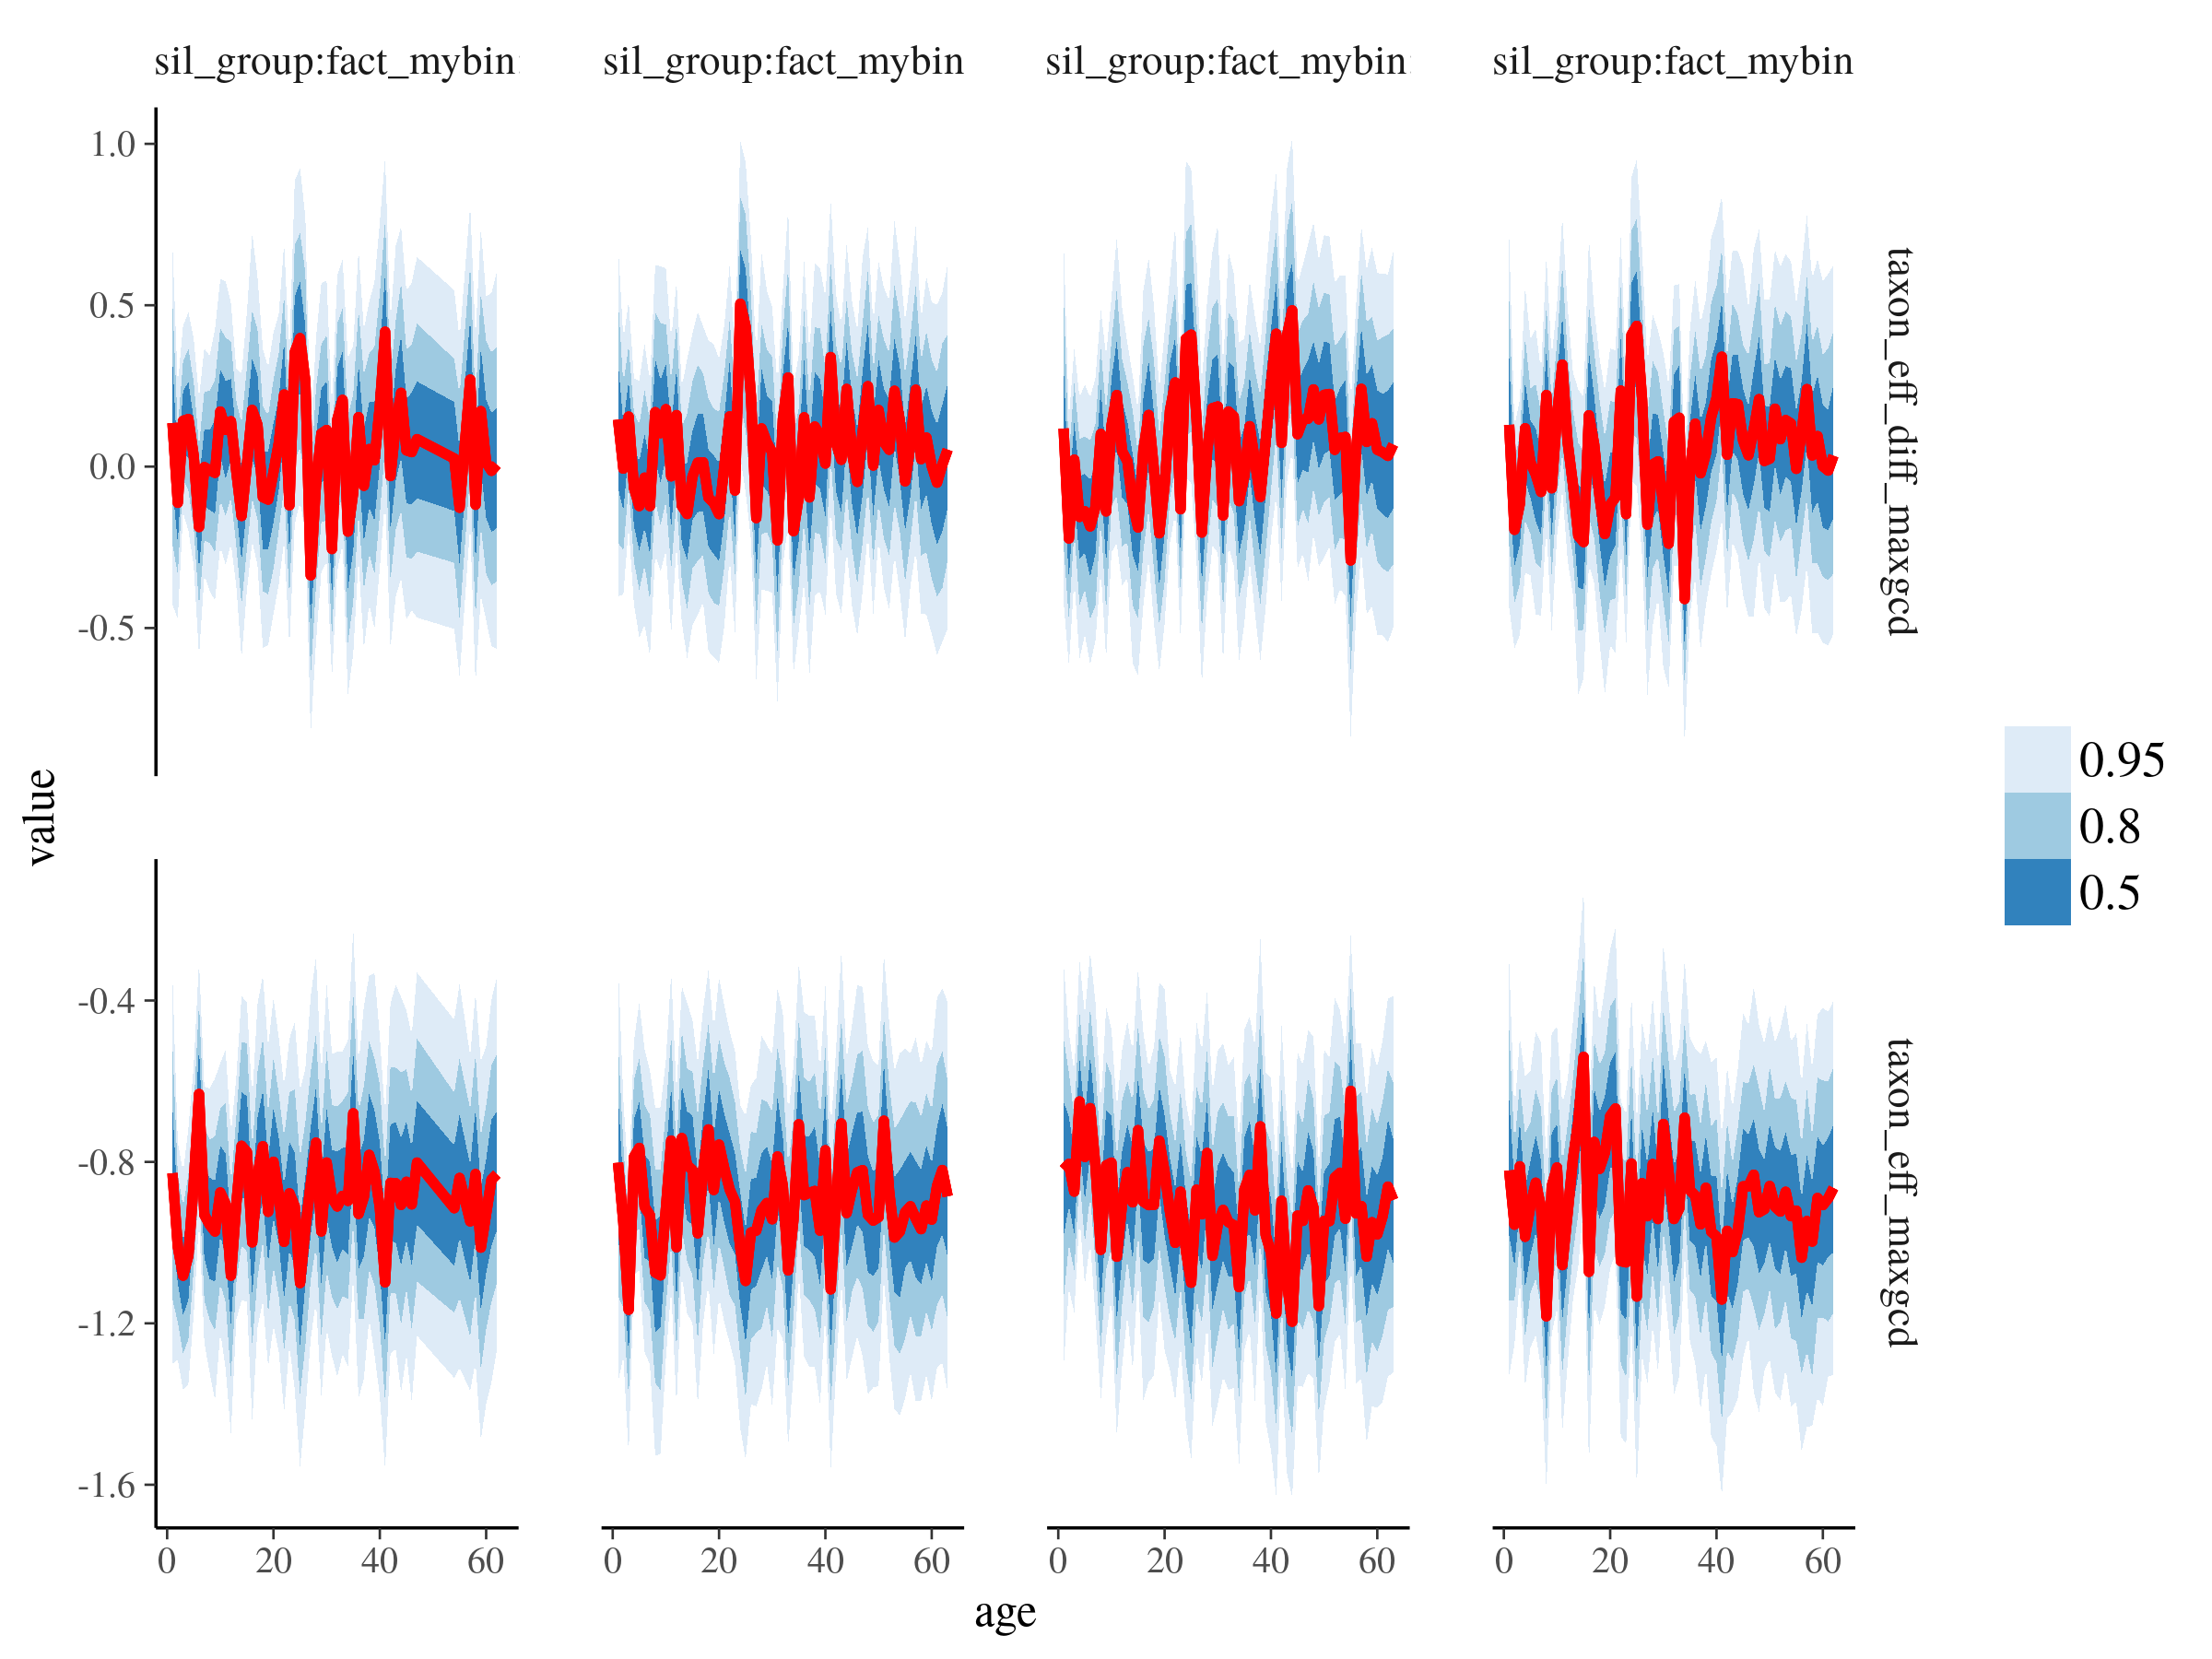 sil_group:fact_mybin: sil_group:fact_mybin sil_group:fact_mybin: sil_group:fact_mybin
1.0
0.5
0.0
-0.5
taxon_eff_diff_maxgcd
value
0.95
0.8
0.5
-0.4
-0.8
-1.2
-1.6
taxon_eff_maxgcd
0 20 40 60 0 20 40 60 0 20 40 60 0 20 40 60
age